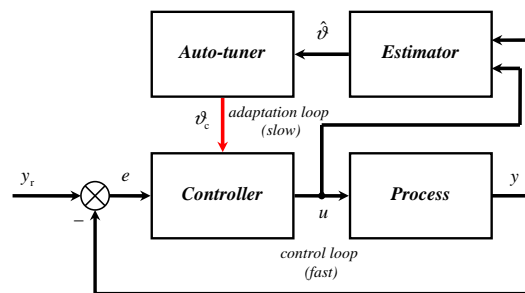 ϑ̂
Auto-tuner
Estimator
ϑc
adaptation loop
(slow)
yr
e
Controller
Process
y
−
u
control loop
(fast)